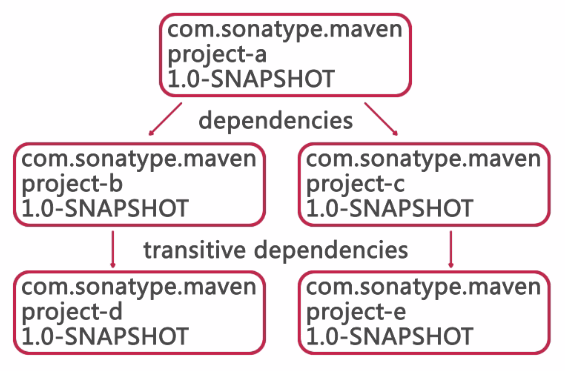 com.sonatype.maven
project-a
1.0-SNAPSHOT
dependencies
com.sonatype.maven
project-b
1.0-SNAPSHOT
com.sonatype.maven
project-c
1.0-SNAPSHOT
transitive dependencies
com.sonatype.maven
project-d
1.0-SNAPSHOT
com.sonatype.maven
project-e
1.0-SNAPSHOT